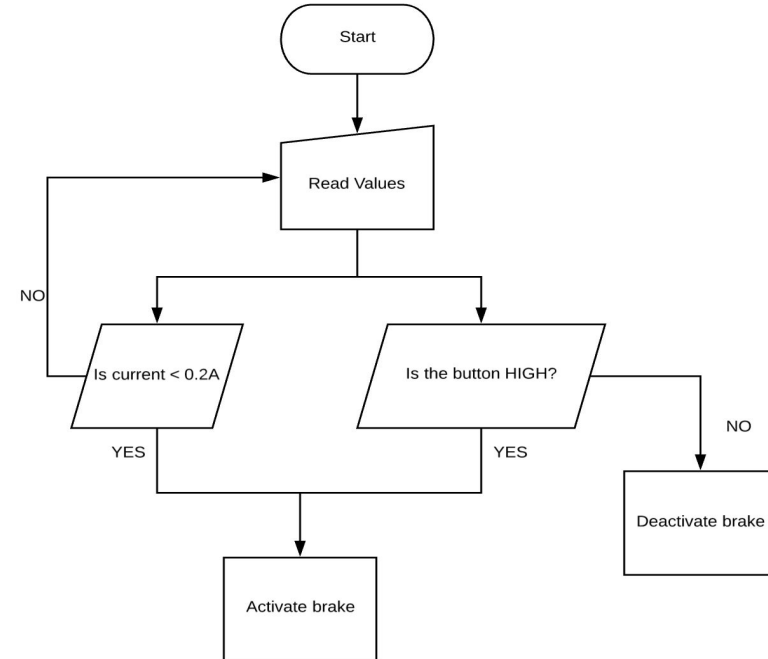 Start
Read Values
NO
Is current < 0.2A
Is the button HIGH?
NO
YES
YES
Deactivate brake
Activate brake